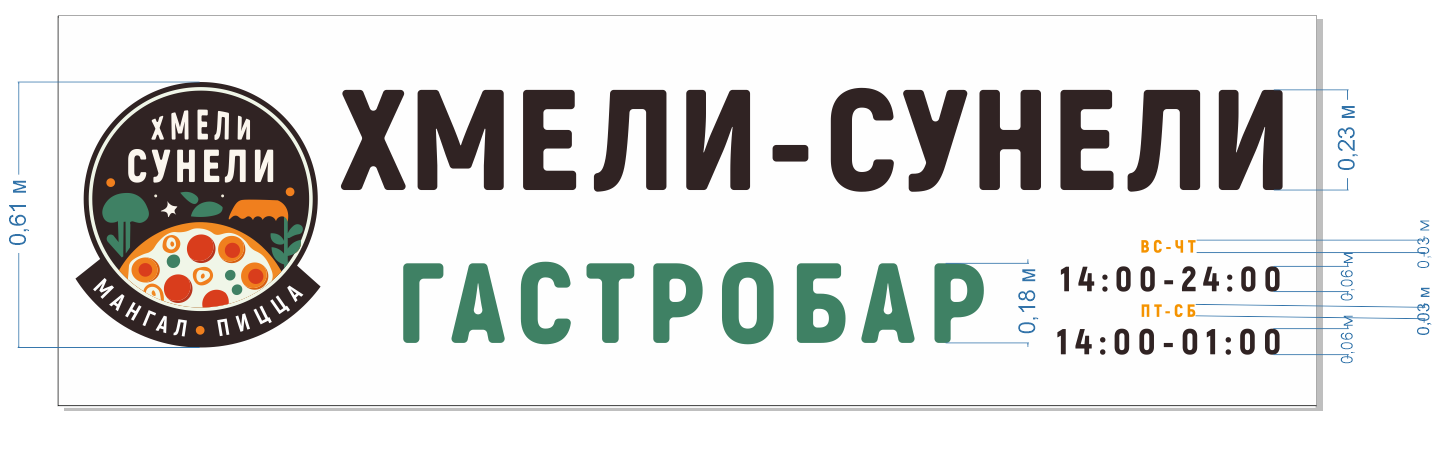 ХМЕЛИ
СУНЕЛИ
МАНГАЛ • ПИЦЦА
ХМЕЛИ-СУНЕЛИ
ГАСТРОБАР
ВС-ЧТ
14:00-24:00
ПТ-СБ
14:00-01:00
0,61 м
0,23 м
0,18 м
0,03 м
0,06 м
0,03 м
0,06 м